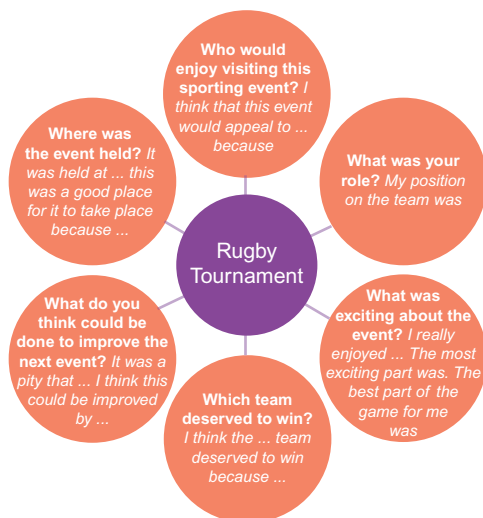 Who would
enjoy visiting this
sporting event? I
think that this event
would appeal to ...
because
Where was
the event held? It
was held at ... this
was a good place
for it to take place
because ...
What was your
role? My position
on the team was
Rugby
Tournament
What do you
think could be
done to improve the
next event? It was a
pity that ... I think this
could be improved
by ...
What was
exciting about the
event? I really
enjoyed ... The most
exciting part was. The
best part of the
game for me
was
Which team
deserved to win?
I think the ... team
deserved to win
because ...